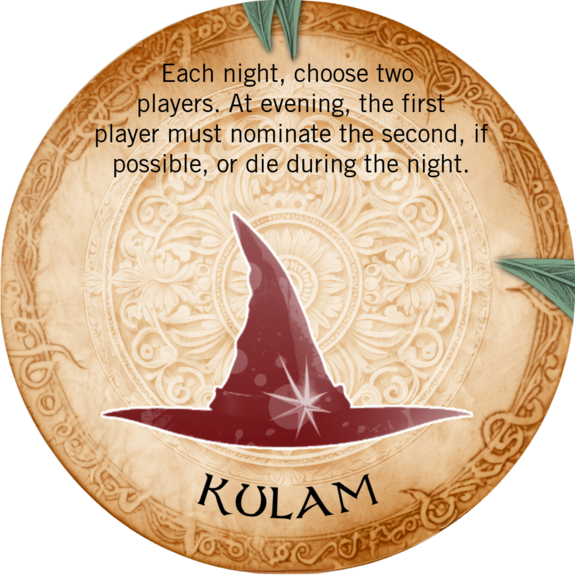 Each night, choose two
players. At evening, the first
player must nominate the second, if
possible, or die during the night.
KULAM